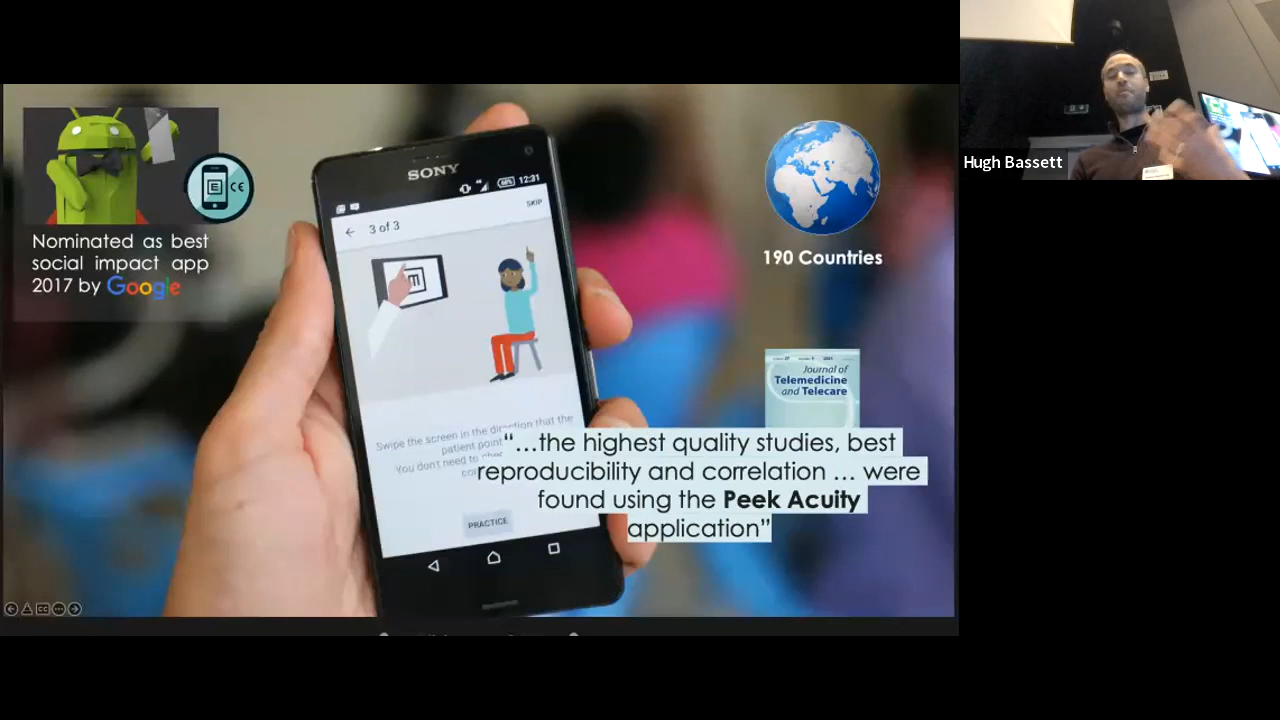 Nominated as best
social impact app
2017 by Google
CE
SONY
12:31
3 of 3
SKIP
Swipe the screen in the direction that the
patient point
You don't need to
PRACTICE
190 Countries
Journal of
Telemedicine
and Telecare
“...the highest quality studies, best
reproducibility and correlation ... were
found using the Peek Acuity
application”
Hugh Bassett